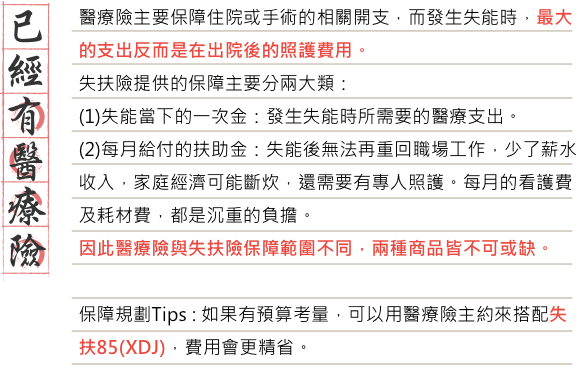 已經有醫療險
醫療險主要保障住院或手術的相關開支，而發生失能時，最大
的支出反而是在出院後的照護費用。
失扶險提供的保障主要分兩大類：
(1)失能當下的一次金：發生失能時所需要的醫療支出。
(2)每月給付的扶助金：失能後無法再重回職場工作，少了薪水
收入，家庭經濟可能斷炊，還需要有專人照護。每月的看護費
及耗材費，都是沉重的負擔。
因此醫療險與失扶險保障範圍不同，兩種商品皆不可或缺。
保障規劃Tips：如果有預算考量，可以用醫療險主約來搭配失
扶85(XDJ)，費用會更精省。